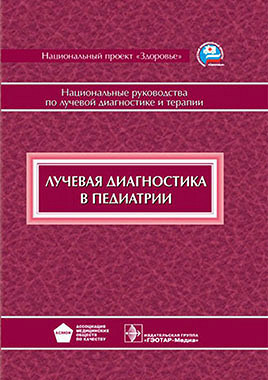 Национальный проект «Здоровье»
Национальные руководства
по лучевой диагностике и терапии
ЛУЧЕВАЯ ДИАГНОСТИКА
В ПЕДИАТРИИ
АСМОК
АССОЦИАЦИЯ
МЕДИЦИНСКИХ
ОБЩЕСТВ
ПО КАЧЕСТВУ
ИЗДАТЕЛЬСКАЯ ГРУППА
«ГЭОТАР-Медиа»